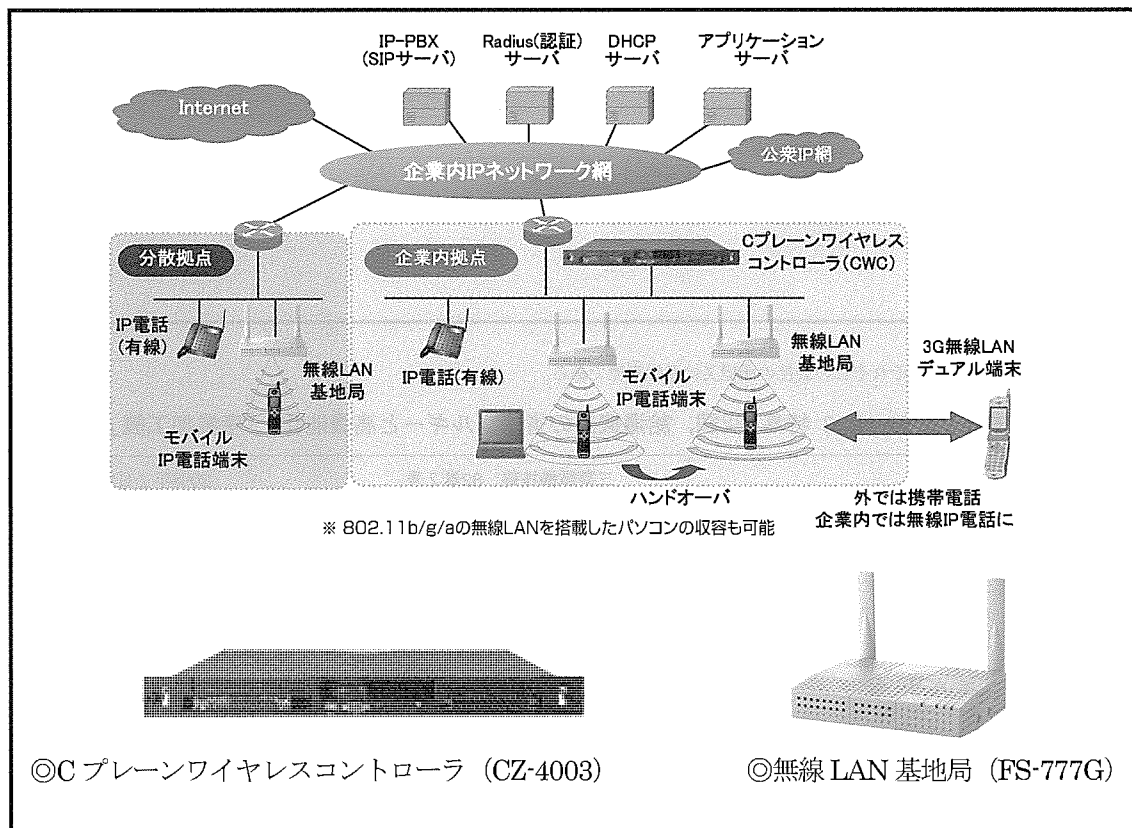 IP-PBX
(SIPサーバ)
Radius(認証)
サーバ
DHCP
サーバ
アプリケーション
サーバ
Internet
企業内IPネットワーク網
公衆IP網
分散拠点
企業内拠点
Cプレーンワイヤレス
コントローラ(CWC)
IP電話
(有線)
無線LAN
基地局
モバイル
IP電話端末
IP電話(有線)
モバイル
IP電話端末
無線LAN
基地局
3G無線LAN
デュアル端末
ハンドオーバ
外では携帯電話
企業内では無線IP電話に
※ 802.11b/g/aの無線LANを搭載したパソコンの収容も可能
◎Cプレーンワイヤレスコントローラ (CZ-4003)
◎無線 LAN 基地局 (FS-777G)